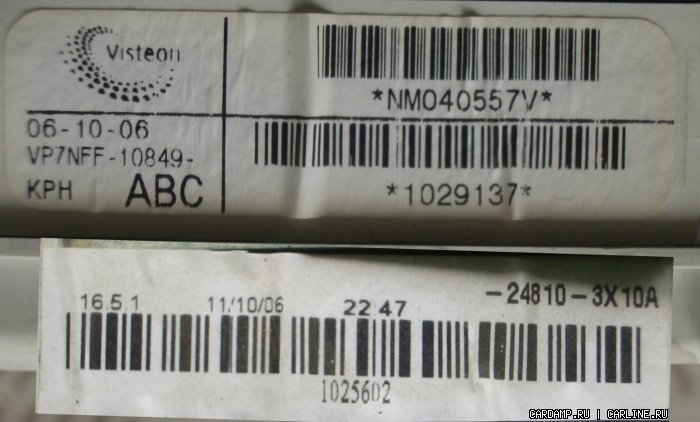 Visteon
*NM040557V*
06-10-06
VP7NFF-10849-
KPH ABC
*1029137*
16.5.1 11/10/06 22:47 -24810-3X10A
1025602
CARDAMP.RU | CARLINE.RU